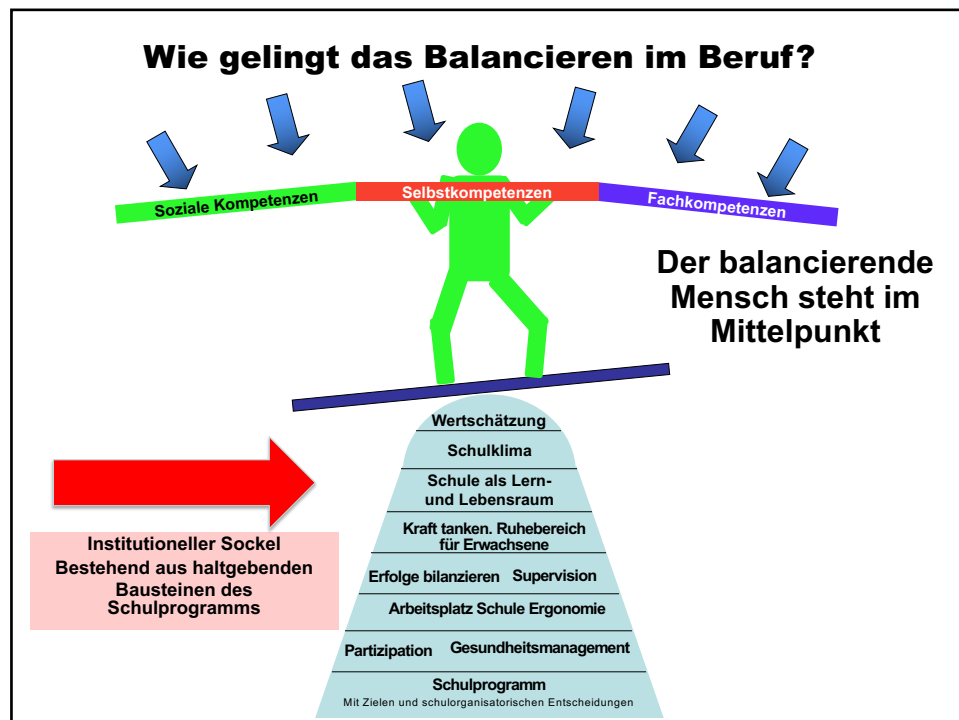 Wie gelingt das Balancieren im Beruf?
Soziale Kompetenzen
Selbstkompetenzen
Fachkompetenzen
Der balancierende
Mensch steht im
Mittelpunkt
Wertschätzung
Schulklima
Schule als Lern-
und Lebensraum
Kraft tanken. Ruhebereich
für Erwachsene
Erfolge bilanzieren
Supervision
Arbeitsplatz Schule Ergonomie
Partizipation
Gesundheitsmanagement
Schulprogramm
Mit Zielen und schulorganisatorischen Entscheidungen
Institutioneller Sockel
Bestehend aus haltgebenden
Bausteinen des
Schulprogramms